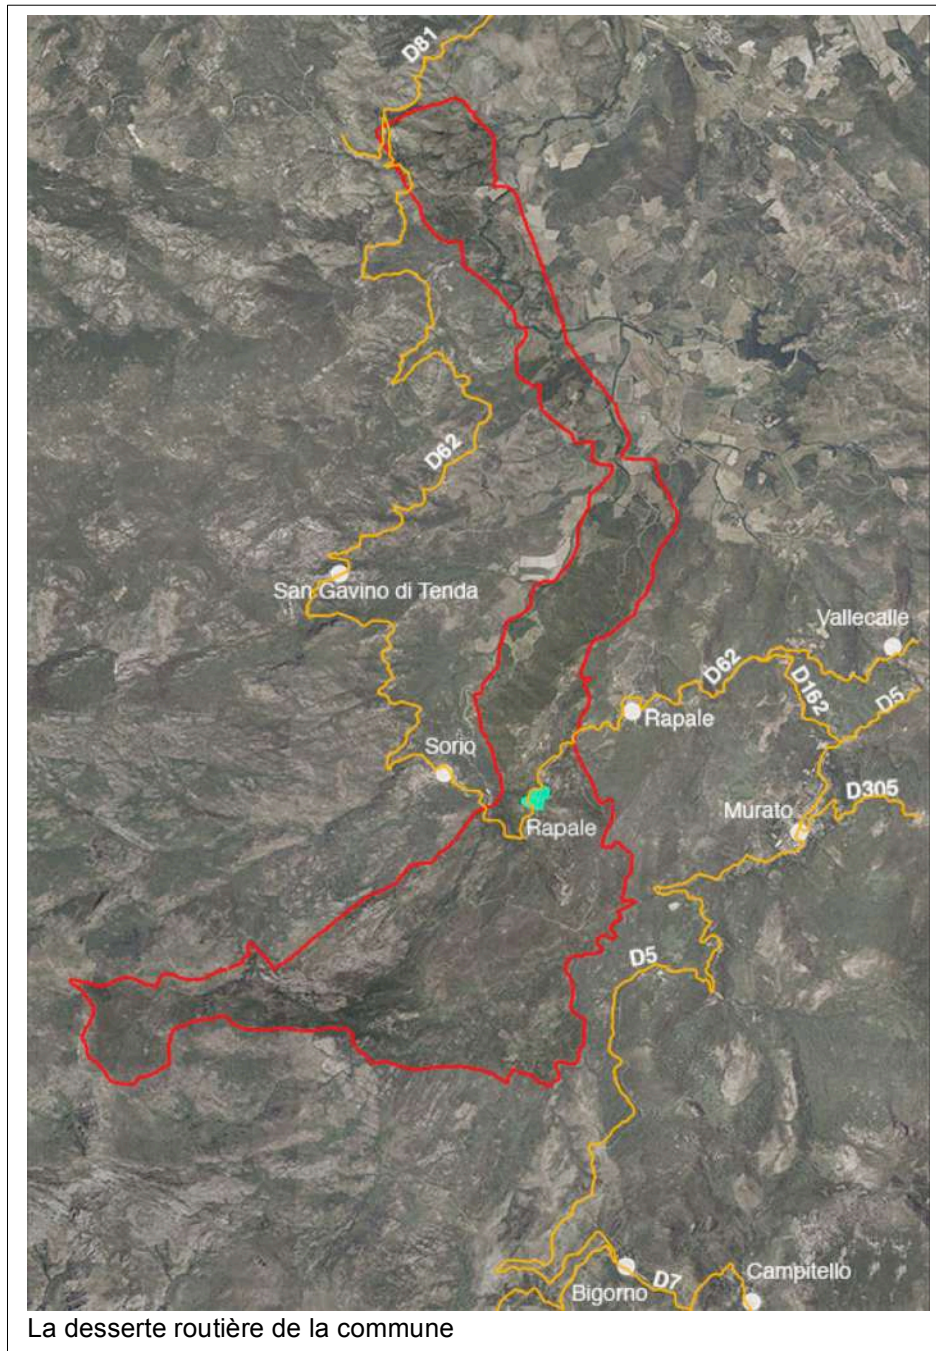 D81
D62
San Gavino di Tenda
Vallecalle
D62
D162
D5
Rapale
Sorio
D305
Murato
Rapale
D5
Campitello
D7
Bigorno
La desserte routière de la commune